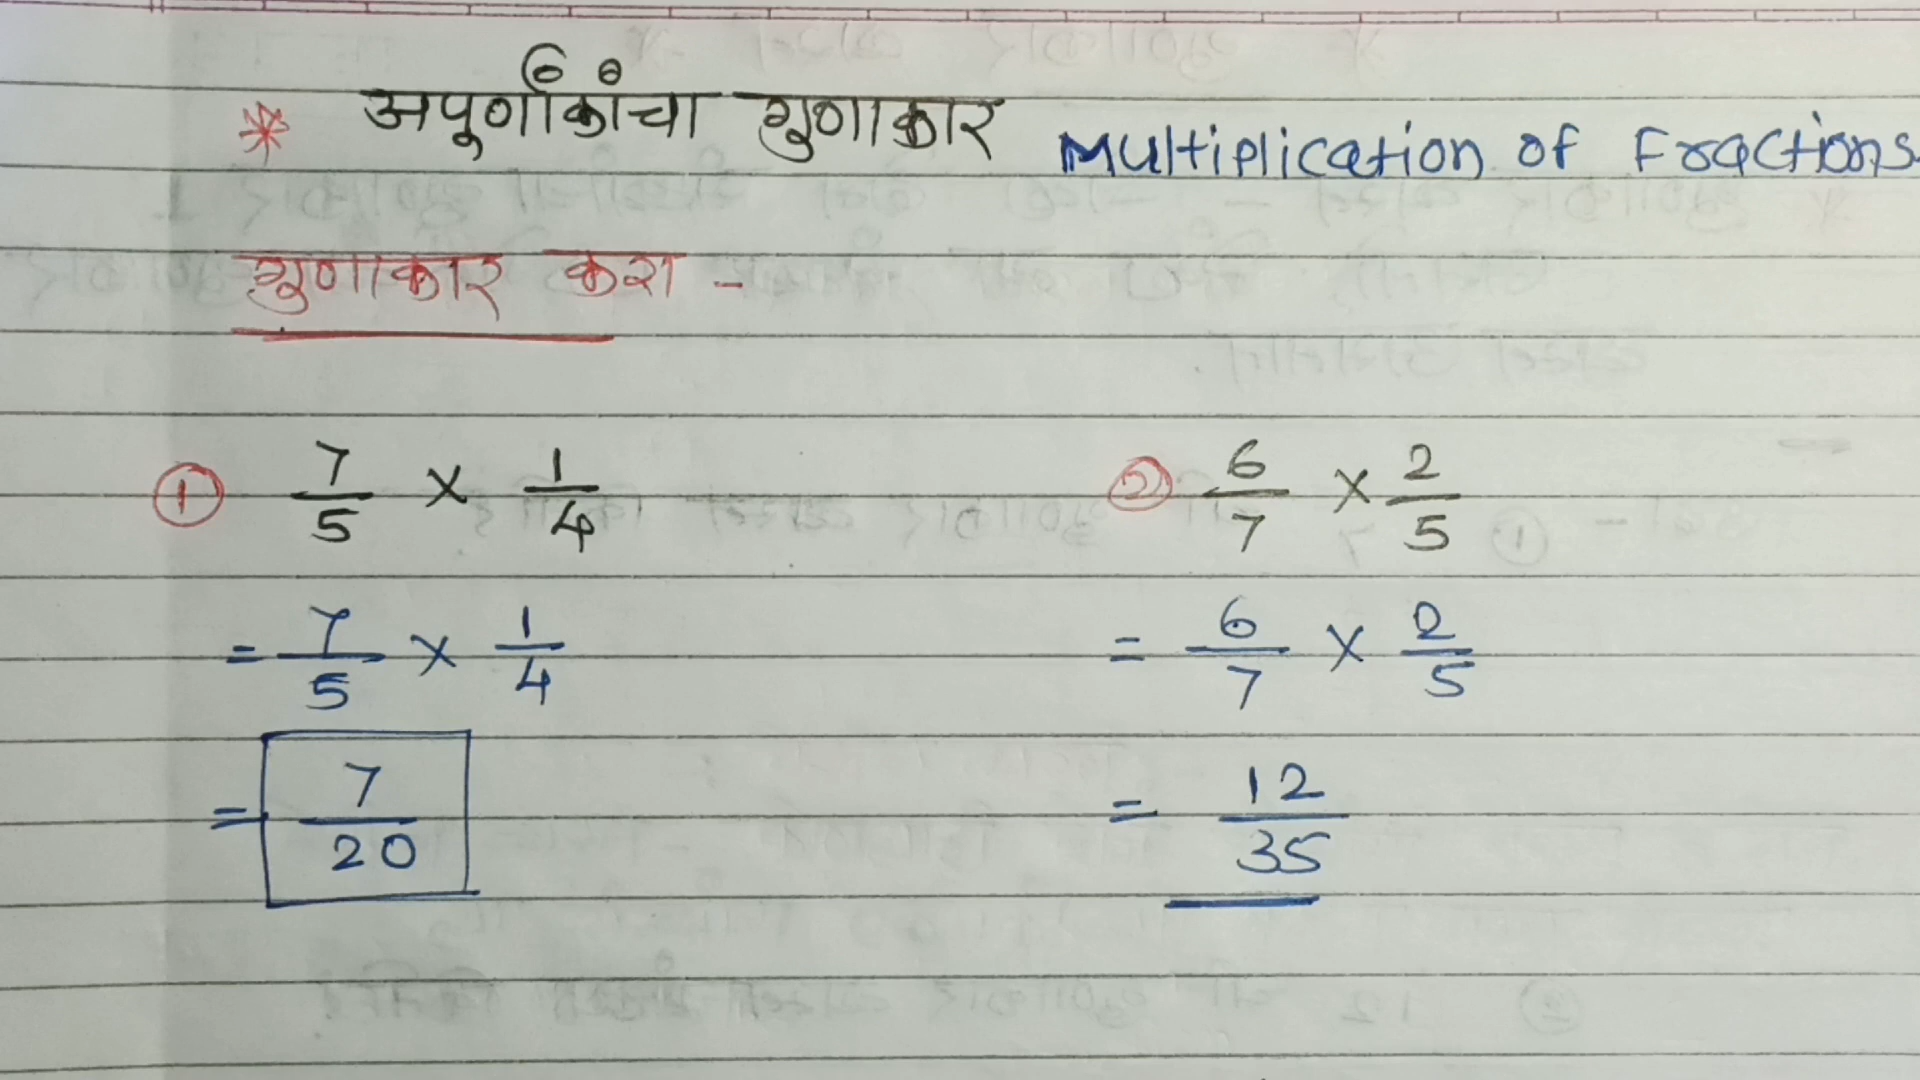 * अपूर्णांकांचा गुणाकार Multiplication of Fractions.
गुणाकार करा -
① 7/5 × 1/4
= 7/5 × 1/4
= 7/20
② 6/7 × 2/5
= 6/7 × 2/5
= 12/35